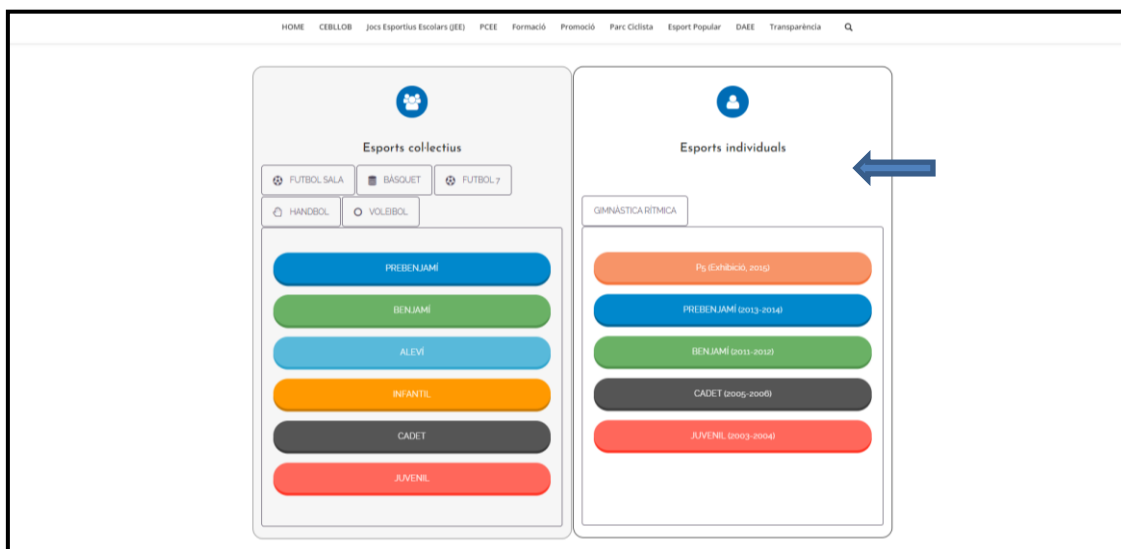 HOME CEBLLOB Jocs Esportius Escolars (JEE) PCEE Formació Promoció Parc Ciclista Esport Popular DAEE Transparència
Esports col·lectius
FUTBOL SALA BÀSQUET FUTBOL 7
HANDBOL VOLEIBOL
PREBENJAMÍ
BENJAMÍ
ALEVÍ
INFANTIL
CADET
JUVENIL
Esports individuals
GIMNÀSTICA RÍTMICA
P5 (Exhibició, 2015)
PREBENJAMÍ (2013-2014)
BENJAMÍ (2011-2012)
CADET (2005-2006)
JUVENIL (2003-2004)